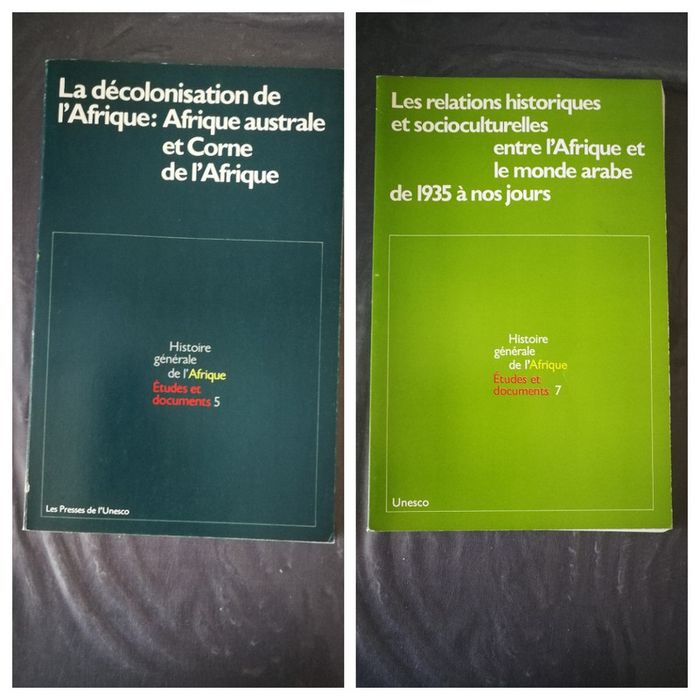 La décolonisation de
l'Afrique: Afrique australe
et Corne
de l'Afrique
Histoire
générale
de l'Afrique
Études et
documents 5
Les Presses de l'Unesco
Les relations historiques
et socioculturelles
entre l'Afrique et
le monde arabe
de 1935 à nos jours
Histoire
générale
de l'Afrique
Études et
documents 7
Unesco